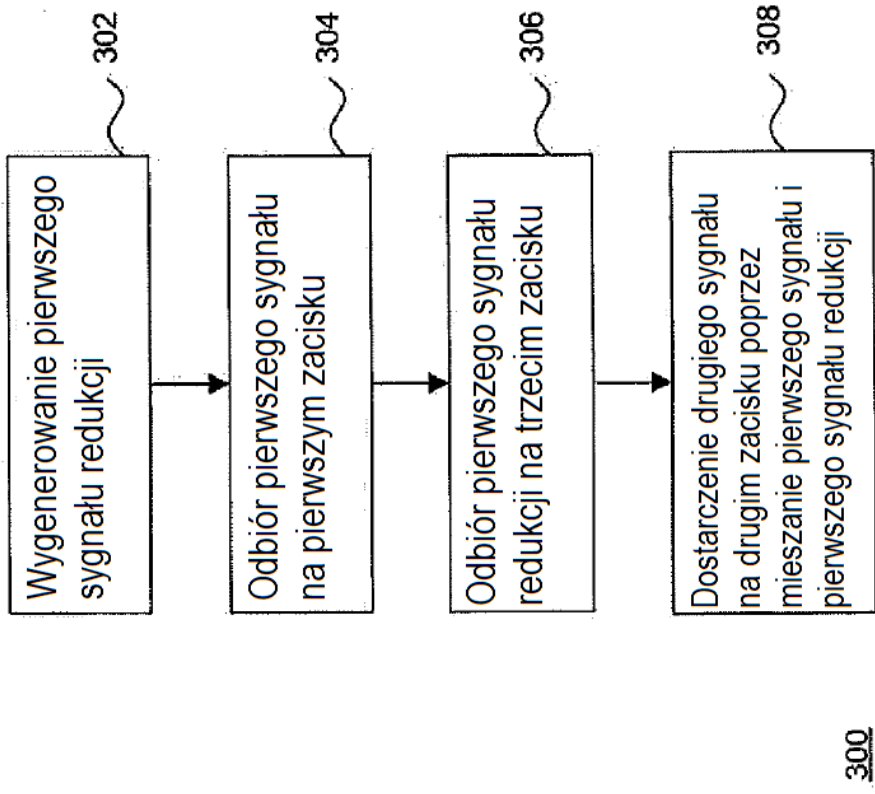 Wygenerowanie pierwszego
sygnału redukcji
302
Odbiór pierwszego sygnału
na pierwszym zacisku
304
Odbiór pierwszego sygnału
redukcji na trzecim zacisku
306
Dostarczenie drugiego sygnału
na drugim zacisku poprzez
mieszanie pierwszego sygnału i
pierwszego sygnału redukcji
308
300